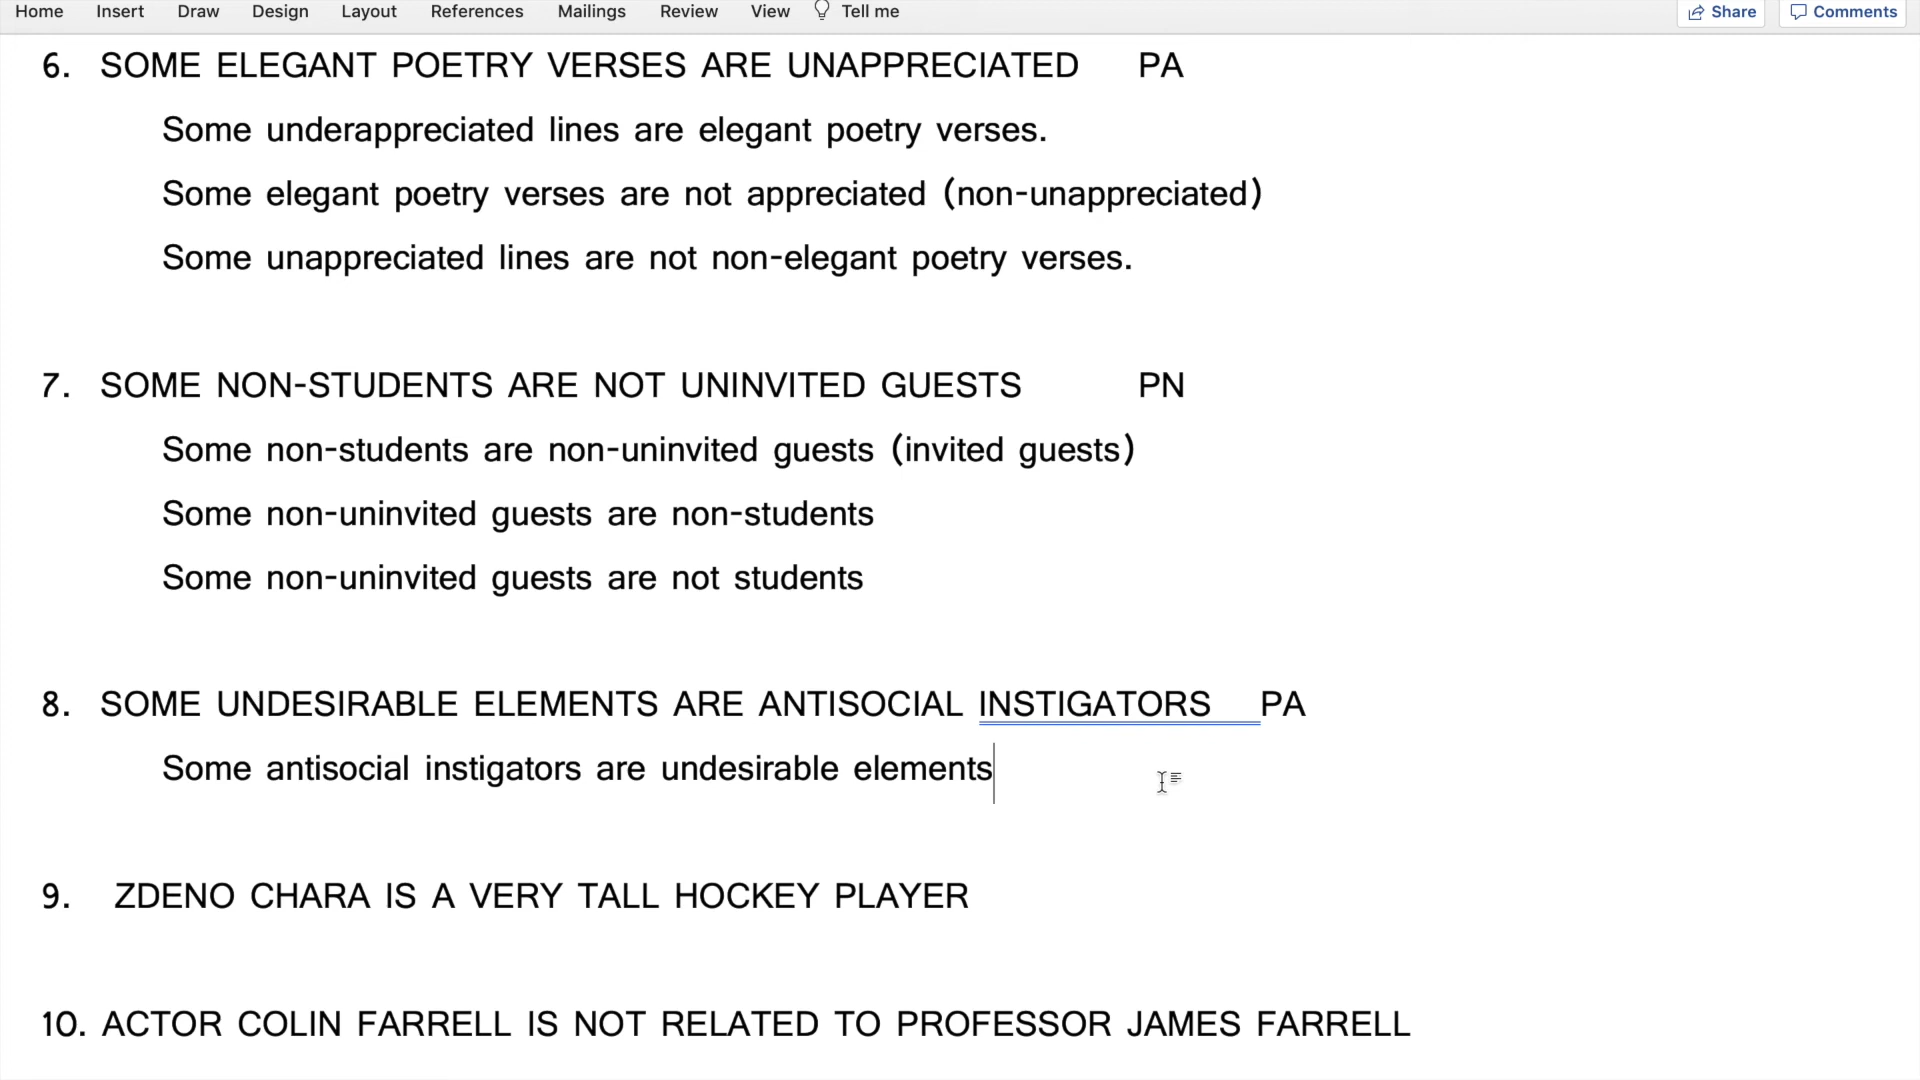 Home Insert Draw Design Layout References Mailings Review View Tell me Share Comments
6. SOME ELEGANT POETRY VERSES ARE UNAPPRECIATED PA
Some underappreciated lines are elegant poetry verses.
Some elegant poetry verses are not appreciated (non-unappreciated)
Some unappreciated lines are not non-elegant poetry verses.
7. SOME NON-STUDENTS ARE NOT UNINVITED GUESTS PN
Some non-students are non-uninvited guests (invited guests)
Some non-uninvited guests are non-students
Some non-uninvited guests are not students
8. SOME UNDESIRABLE ELEMENTS ARE ANTISOCIAL INSTIGATORS PA
Some antisocial instigators are undesirable elements
9. ZDENO CHARA IS A VERY TALL HOCKEY PLAYER
10. ACTOR COLIN FARRELL IS NOT RELATED TO PROFESSOR JAMES FARRELL